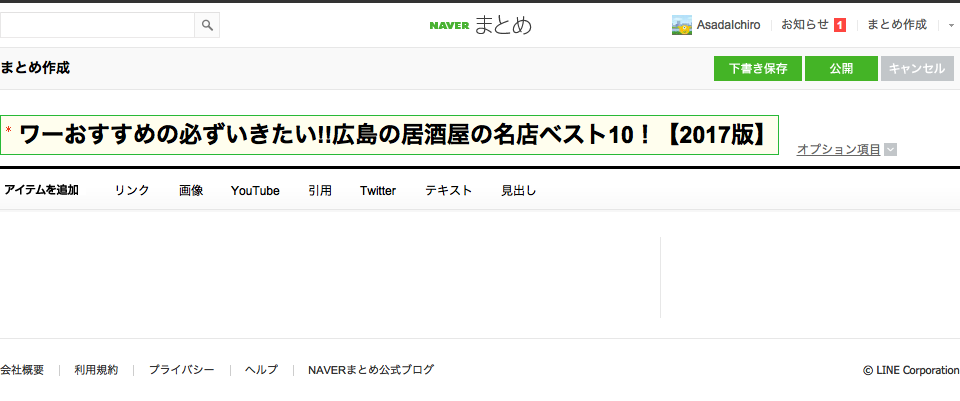 NAVER まとめ AsadaIchiro お知らせ 1 まとめ作成
まとめ作成 下書き保存 公開 キャンセル
* ワーおすすめの必ずいきたい!!広島の居酒屋の名店ベスト10！【2017版】 オプション項目
アイテムを追加 リンク 画像 YouTube 引用 Twitter テキスト 見出し
会社概要 利用規約 プライバシー ヘルプ NAVERまとめ公式ブログ © LINE Corporation